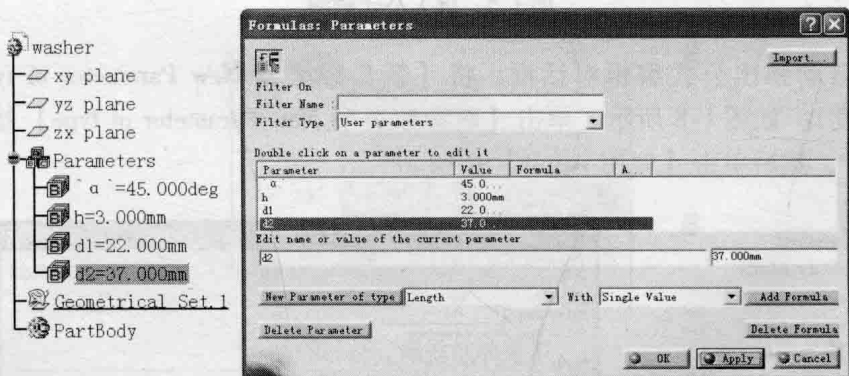 washer
xy plane
yz plane
zx plane
Parameters
`α`=45.000deg
h=3.000mm
d1=22.000mm
d2=37.000mm
Geometrical Set.1
PartBody
Formulas: Parameters
Import...
Filter On
Filter Name :
Filter Type : User parameters
Double click on a parameter to edit it
Parameter Value Formula A...
`α` 45.0...
h 3.000mm
d1 22.0...
d2 37.0...
Edit name or value of the current parameter
d2 37.000mm
New Parameter of type Length With Single Value Add Formula
Delete Parameter Delete Formula
OK Apply Cancel